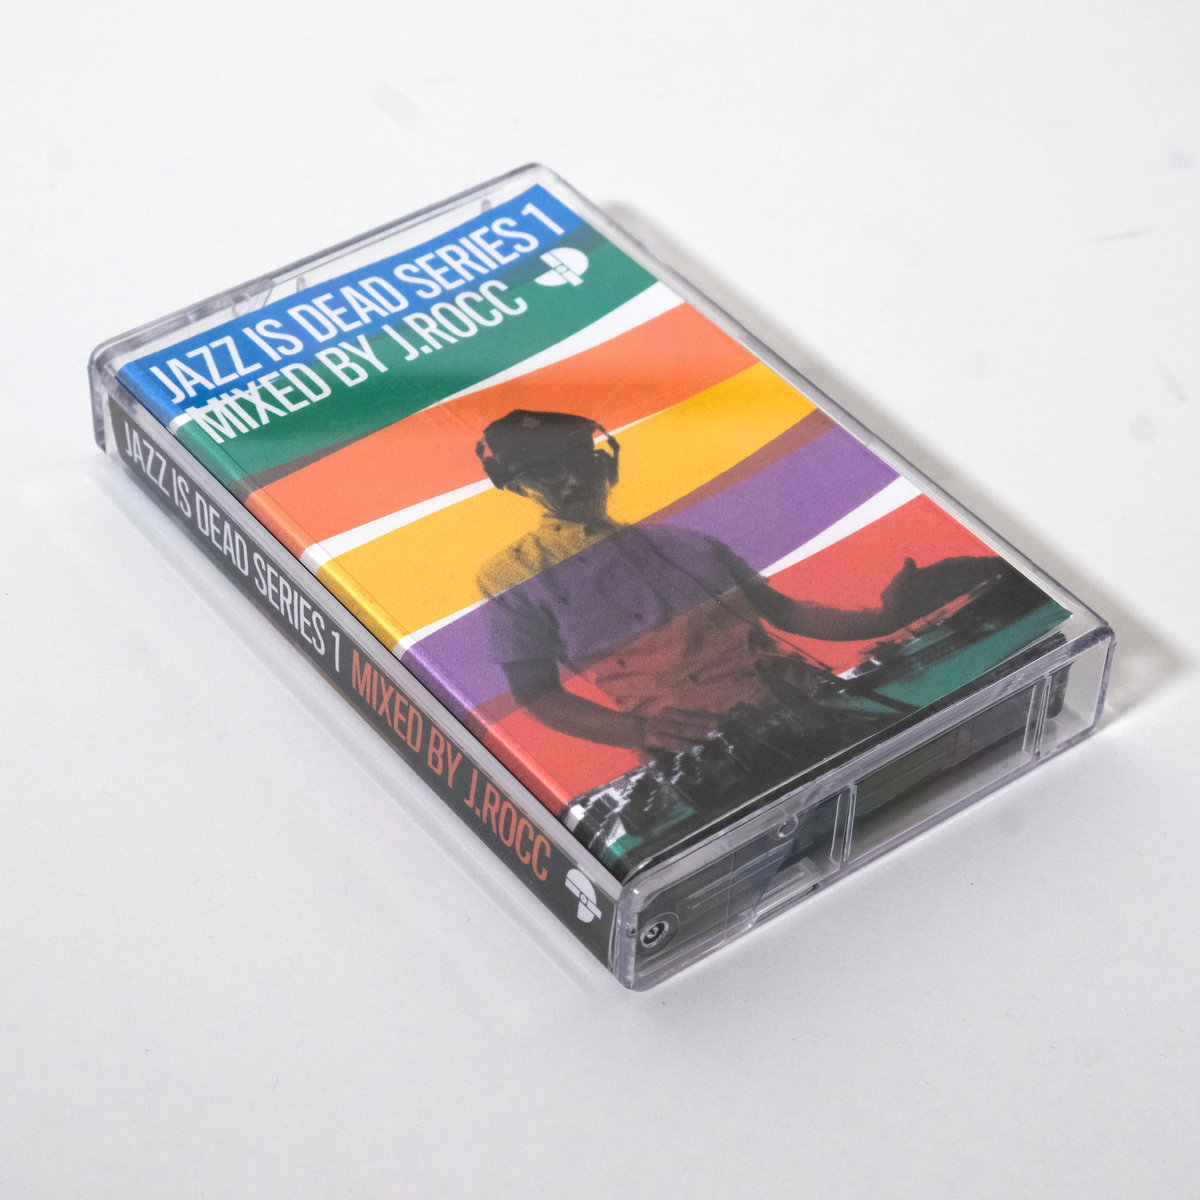 JAZZ IS DEAD SERIES 1
MIXED BY J.ROCC
JAZZ IS DEAD SERIES 1 MIXED BY J.ROCC